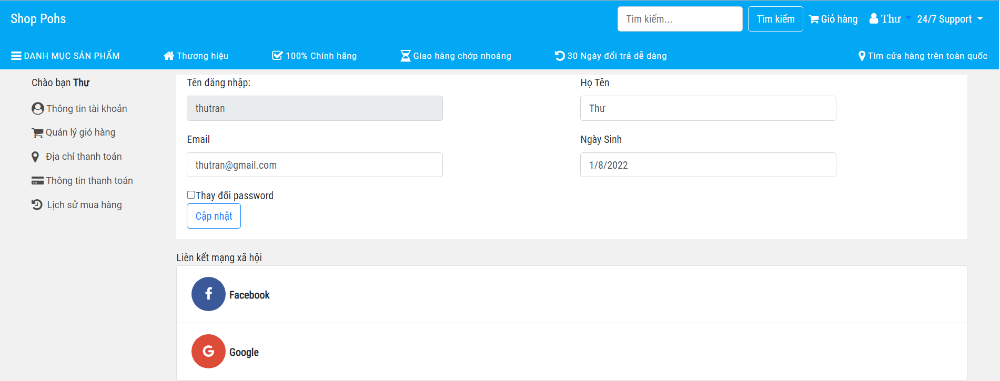 Shop Pohs
Tìm kiếm...
Tìm kiếm
Giỏ hàng
Thư
24/7 Support
DANH MỤC SẢN PHẨM
Thương hiệu
100% Chính hãng
Giao hàng chớp nhoáng
30 Ngày đổi trả dễ dàng
Tìm cửa hàng trên toàn quốc
Chào bạn Thư
Thông tin tài khoản
Quản lý giỏ hàng
Địa chỉ thanh toán
Thông tin thanh toán
Lịch sử mua hàng
Tên đăng nhập:
thutran
Họ Tên
Thư
Email
thutran@gmail.com
Ngày Sinh
1/8/2022
Thay đổi password
Cập nhật
Liên kết mạng xã hội
Facebook
Google